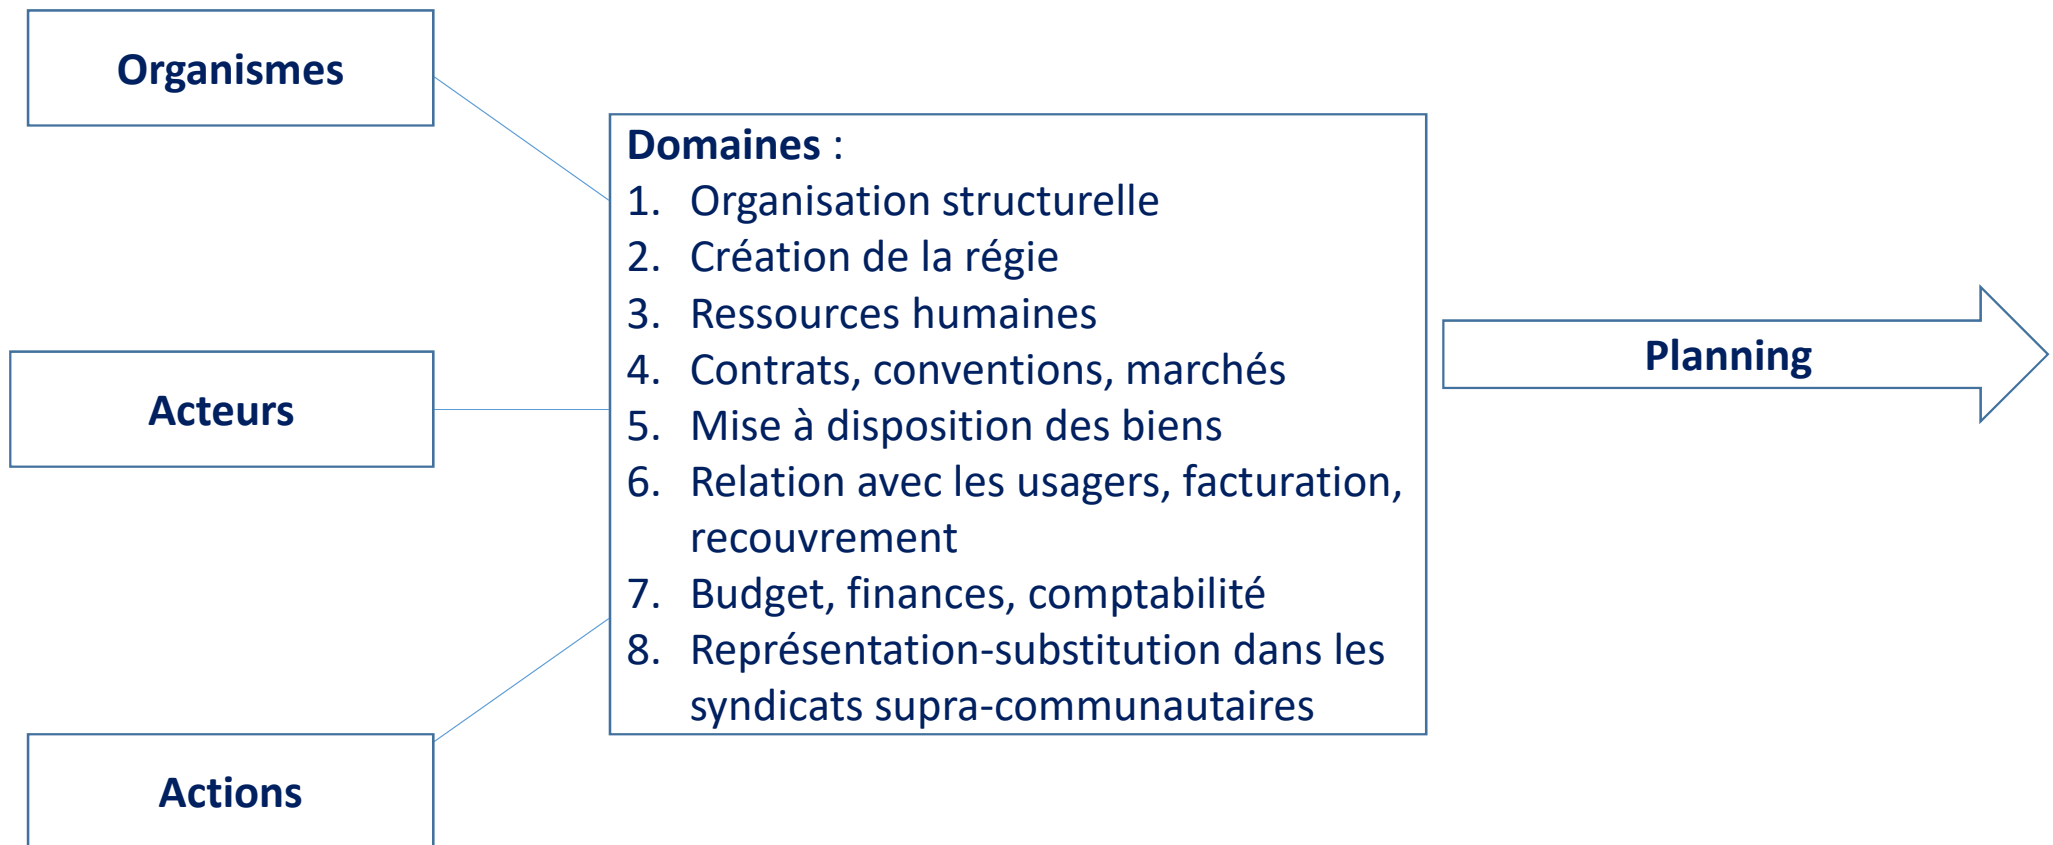 Organismes
Domaines :
1. Organisation structurelle
2. Création de la régie
3. Ressources humaines
4. Contrats, conventions, marchés
5. Mise à disposition des biens
6. Relation avec les usagers, facturation,
recouvrement
7. Budget, finances, comptabilité
8. Représentation-substitution dans les
syndicats supra-communautaires
Planning
Acteurs
Actions